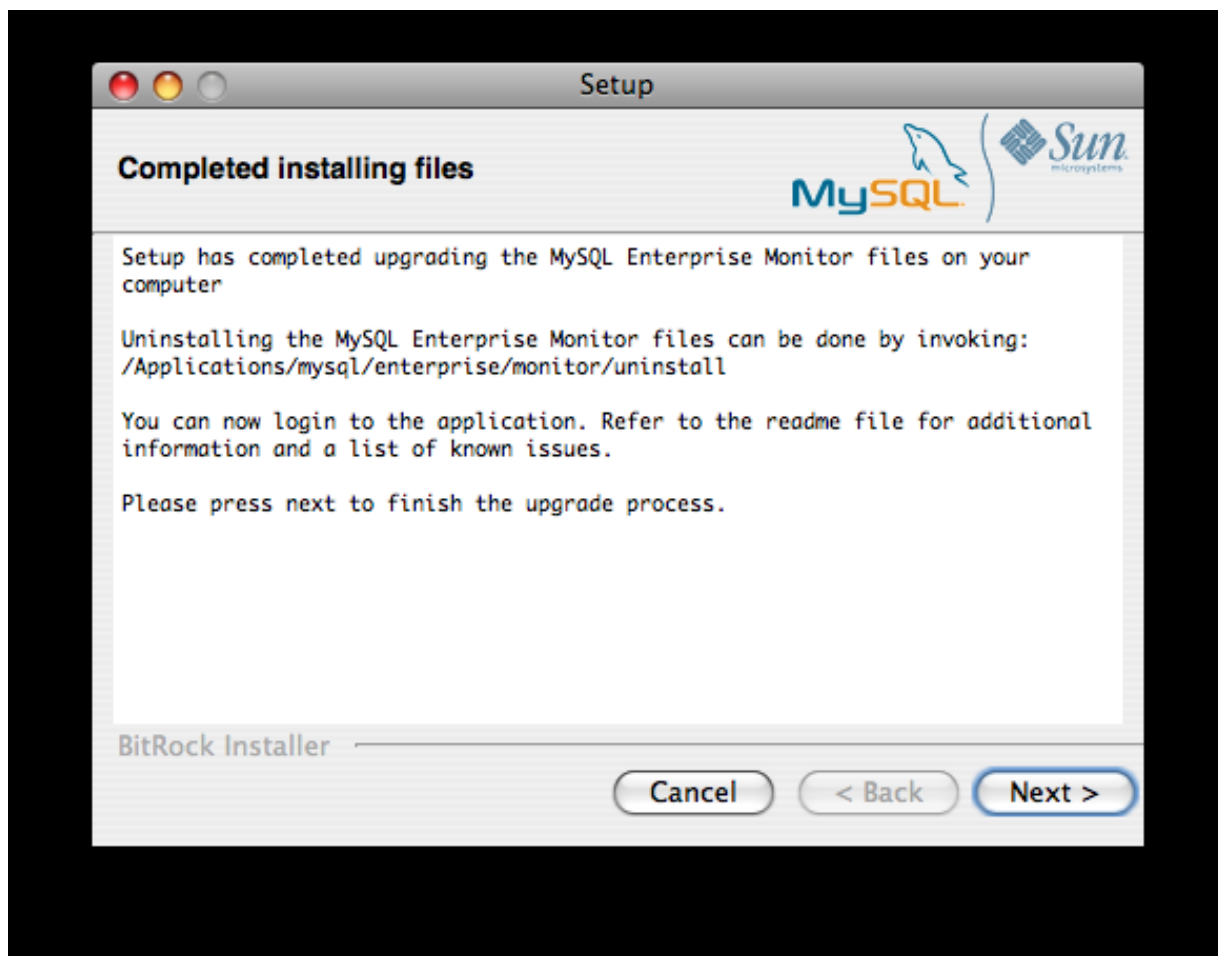 Setup
Completed installing files
MySQL.
Sun
microsystems
Setup has completed upgrading the MySQL Enterprise Monitor files on your
computer
Uninstalling the MySQL Enterprise Monitor files can be done by invoking:
/Applications/mysql/enterprise/monitor/uninstall
You can now login to the application. Refer to the readme file for additional
information and a list of known issues.
Please press next to finish the upgrade process.
BitRock Installer
Cancel
< Back
Next >